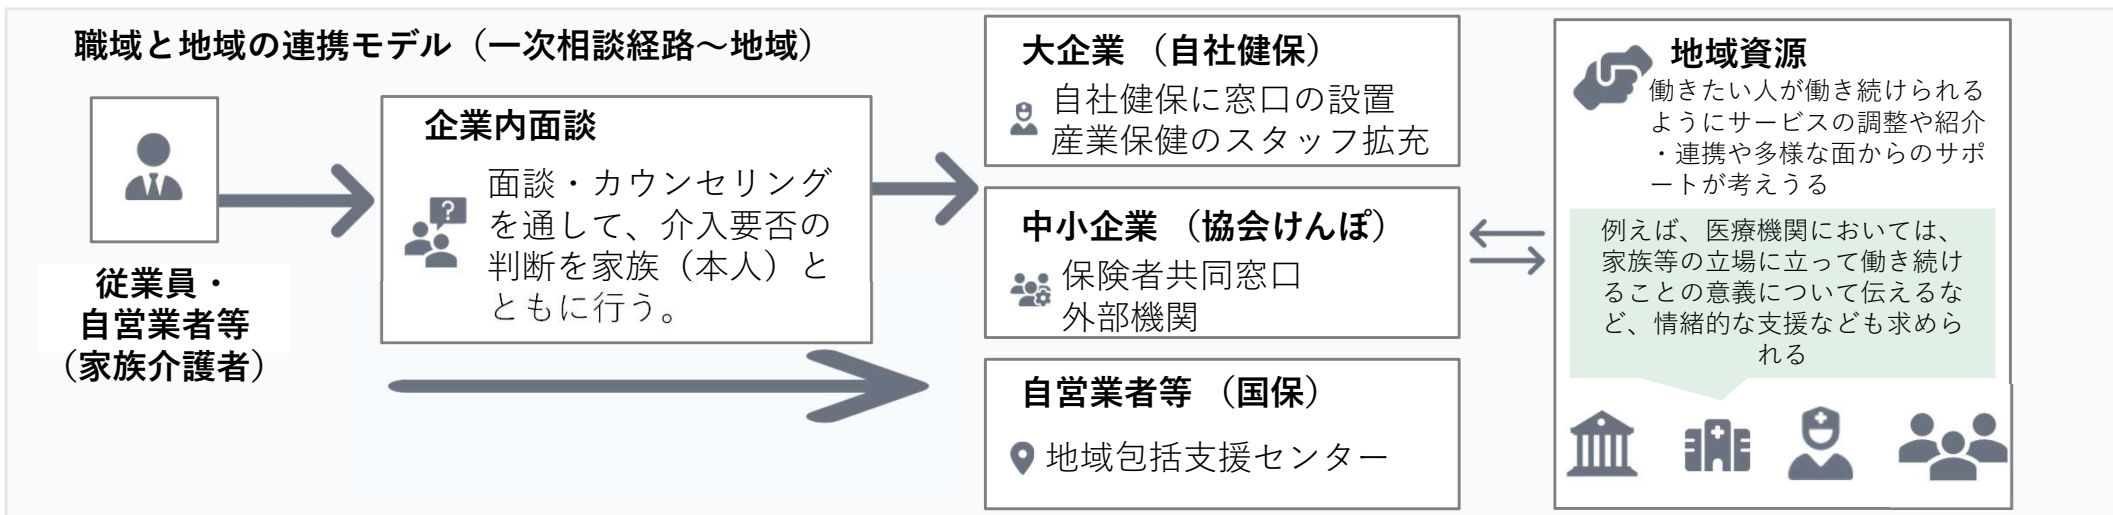 職域と地域の連携モデル（一次相談経路～地域）
従業員・
自営業者等
（家族介護者）
企業内面談
面談・カウンセリング
を通して、介入要否の
判断を家族（本人）と
ともに行う。
?
大企業 （自社健保）
自社健保に窓口の設置
産業保健のスタッフ拡充
中小企業 （協会けんぽ）
保険者共同窓口
外部機関
自営業者等 （国保）
地域包括支援センター
地域資源
働きたい人が働き続けられる
ようにサービスの調整や紹介
・連携や多様な面からのサポ
ートが考えうる
例えば、医療機関においては、
家族等の立場に立って働き続け
ることの意義について伝えるな
ど、情緒的な支援なども求めら
れる